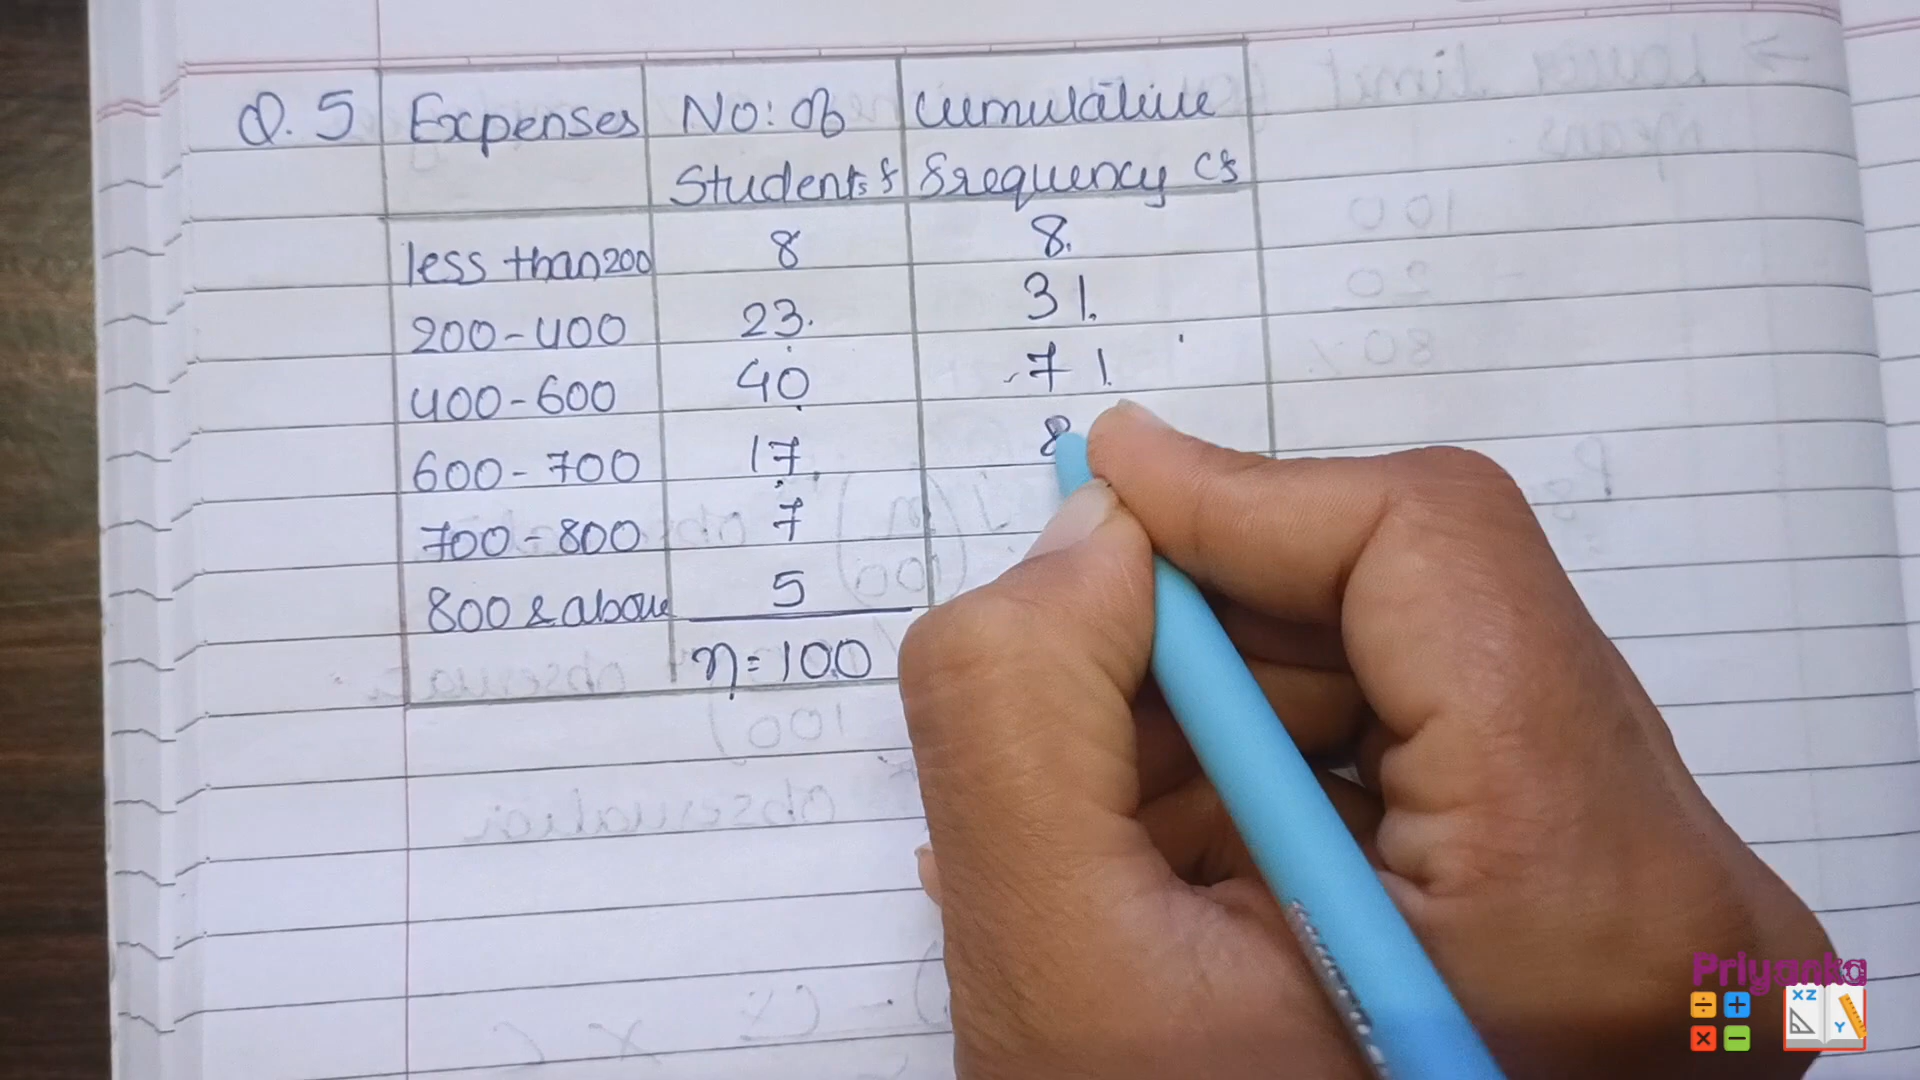 Q.5 Expenses No: of Cumulative
Students f frequency cf
less than 200 8 8.
200-400 23. 31.
400-600 40 71.
600-700 17. 8
700-800 7
800 & above 5
n=100
Priyanka
XZ
Y